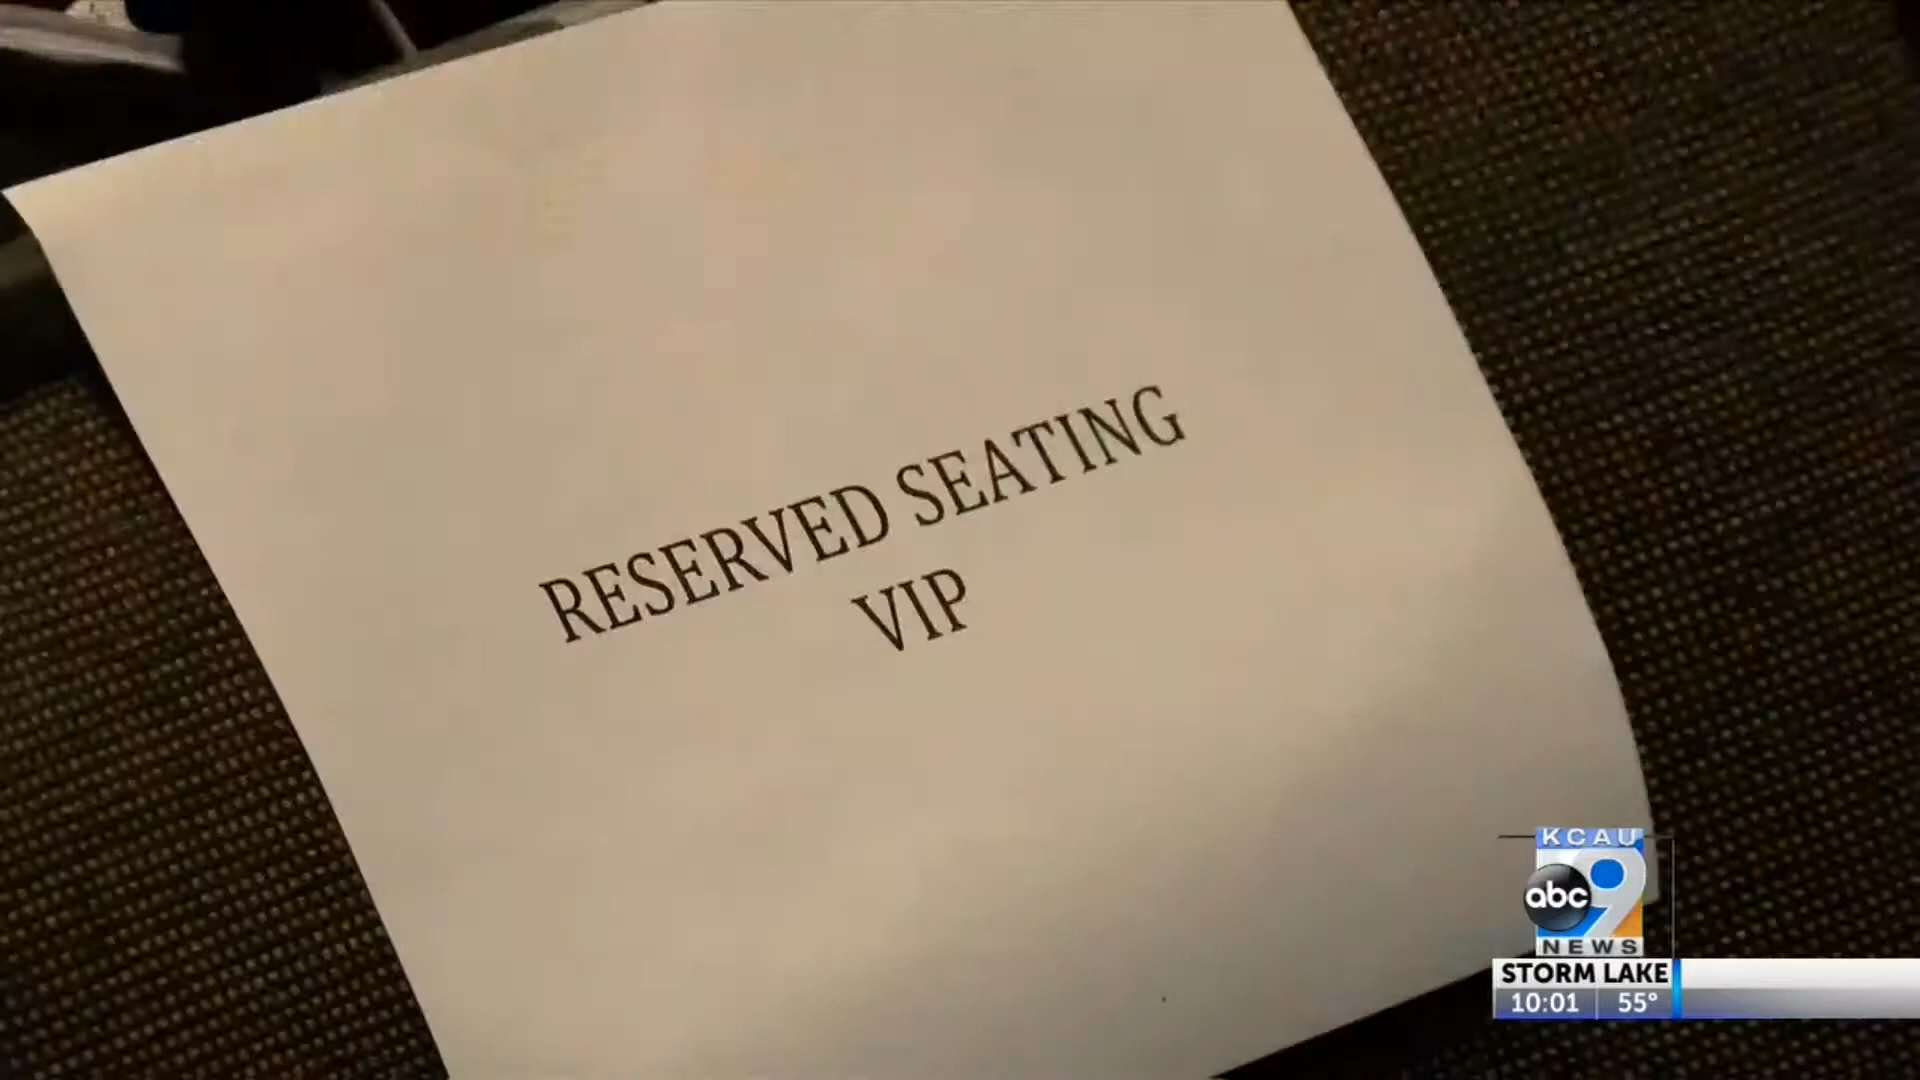 RESERVED SEATING
VIP
KCAU
abc 9
NEWS
STORM LAKE
10:01 55°